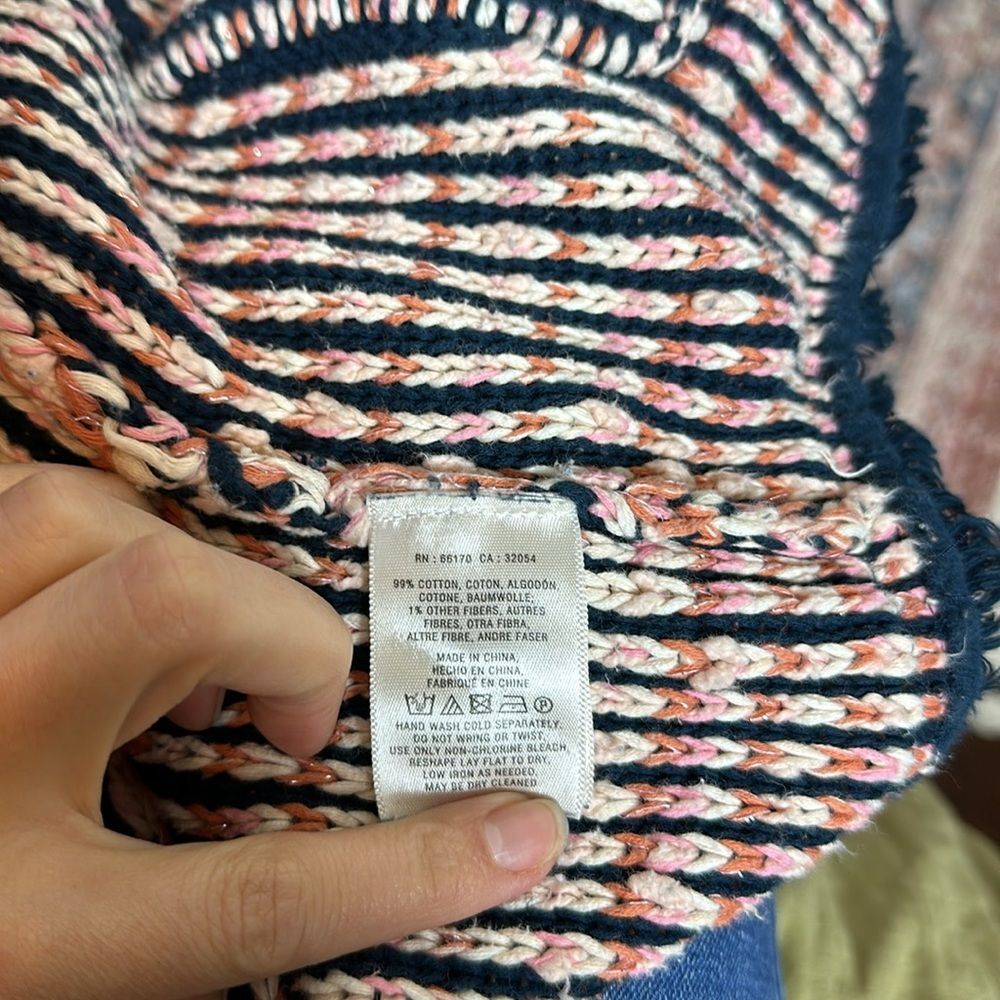 RN : 66170 CA : 32054
99% COTTON, COTON, ALGODÓN,
COTONE, BAUMWOLLE,
1% OTHER FIBERS, AUTRES
FIBRES, OTRA FIBRA,
ALTRE FIBRE, ANDRE FASER
MADE IN CHINA,
HECHO EN CHINA,
FABRIQUÉ EN CHINE
P
HAND WASH COLD SEPARATELY.
DO NOT WRING OR TWIST.
USE ONLY NON-CHLORINE BLEACH
RESHAPE LAY FLAT TO DRY.
LOW IRON AS NEEDED.
MAY BE DRY CLEANED